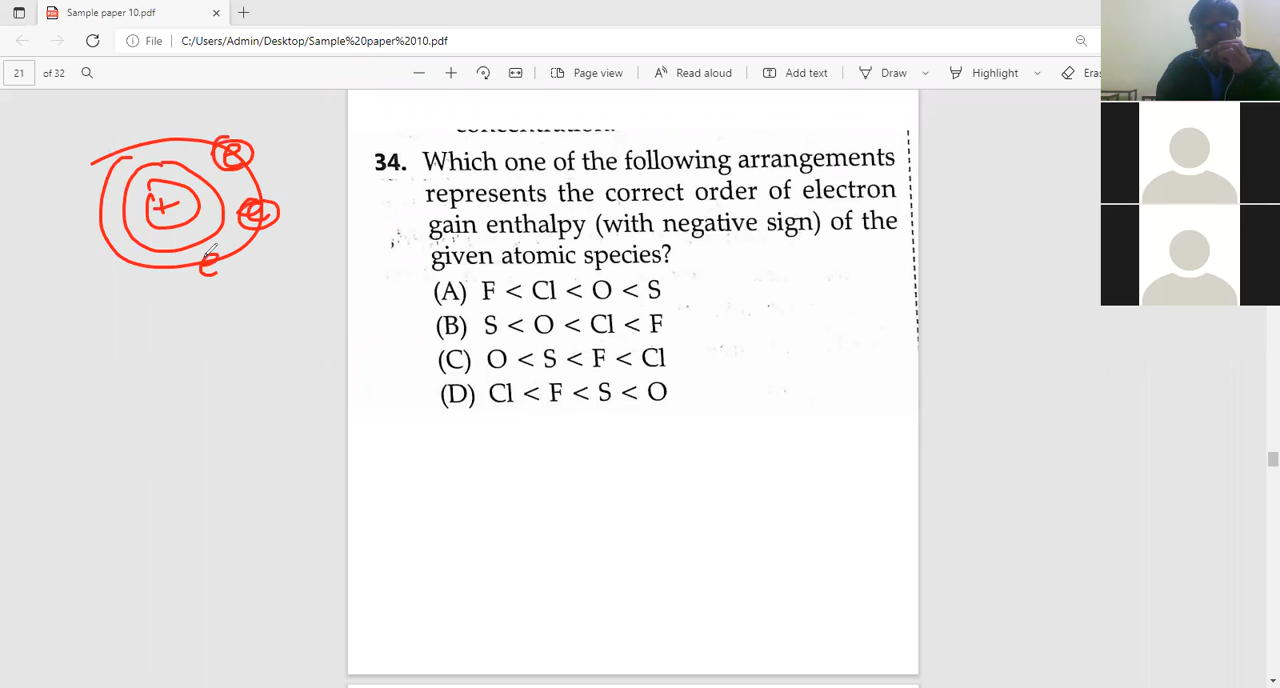 Sample paper 10.pdf
File
C:/Users/Admin/Desktop/Sample%20paper%2010.pdf
21 of 32
Page view
Read aloud
Add text
Draw
Highlight
Eras
concentration.
34. Which one of the following arrangements
represents the correct order of electron
gain enthalpy (with negative sign) of the
given atomic species?
(A) F < Cl < O < S
(B) S < O < Cl < F
(C) O < S < F < Cl
(D) Cl < F < S < O
+
e